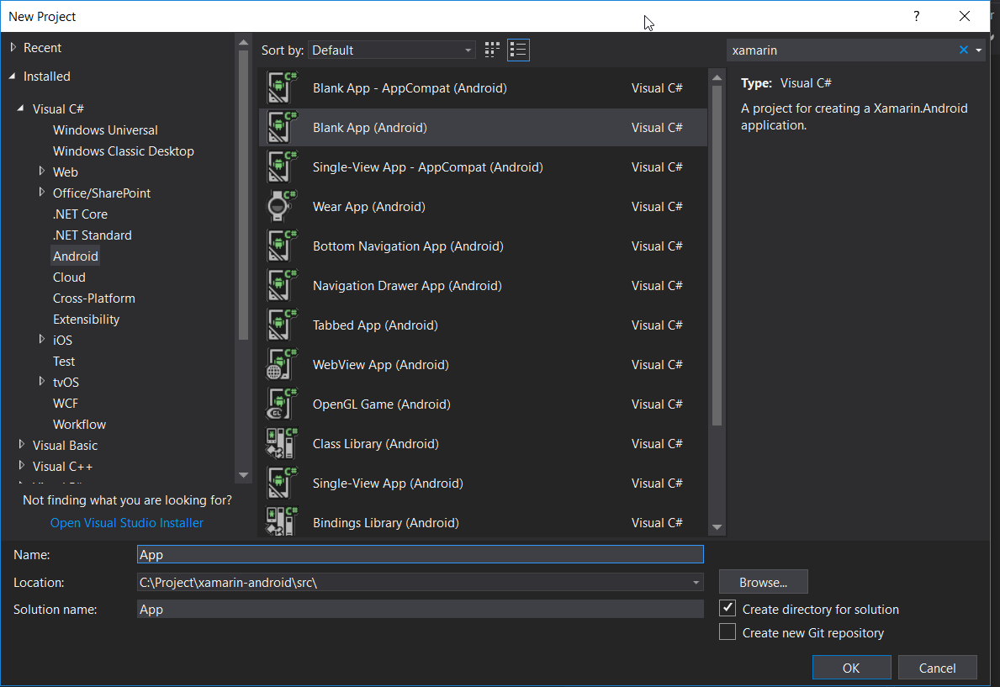 New Project
?
Recent
Installed
Visual C#
Windows Universal
Windows Classic Desktop
Web
Office/SharePoint
.NET Core
.NET Standard
Android
Cloud
Cross-Platform
Extensibility
iOS
Test
tvOS
WCF
Workflow
Visual Basic
Visual C++
Not finding what you are looking for?
Open Visual Studio Installer
Sort by: Default
Blank App - AppCompat (Android) Visual C#
Blank App (Android) Visual C#
Single-View App - AppCompat (Android) Visual C#
Wear App (Android) Visual C#
Bottom Navigation App (Android) Visual C#
Navigation Drawer App (Android) Visual C#
Tabbed App (Android) Visual C#
WebView App (Android) Visual C#
OpenGL Game (Android) Visual C#
Class Library (Android) Visual C#
Single-View App (Android) Visual C#
Bindings Library (Android) Visual C#
xamarin
Type: Visual C#
A project for creating a Xamarin.Android
application.
Name: App
Location: C:\Project\xamarin-android\src\
Browse...
Solution name: App
Create directory for solution
Create new Git repository
OK
Cancel